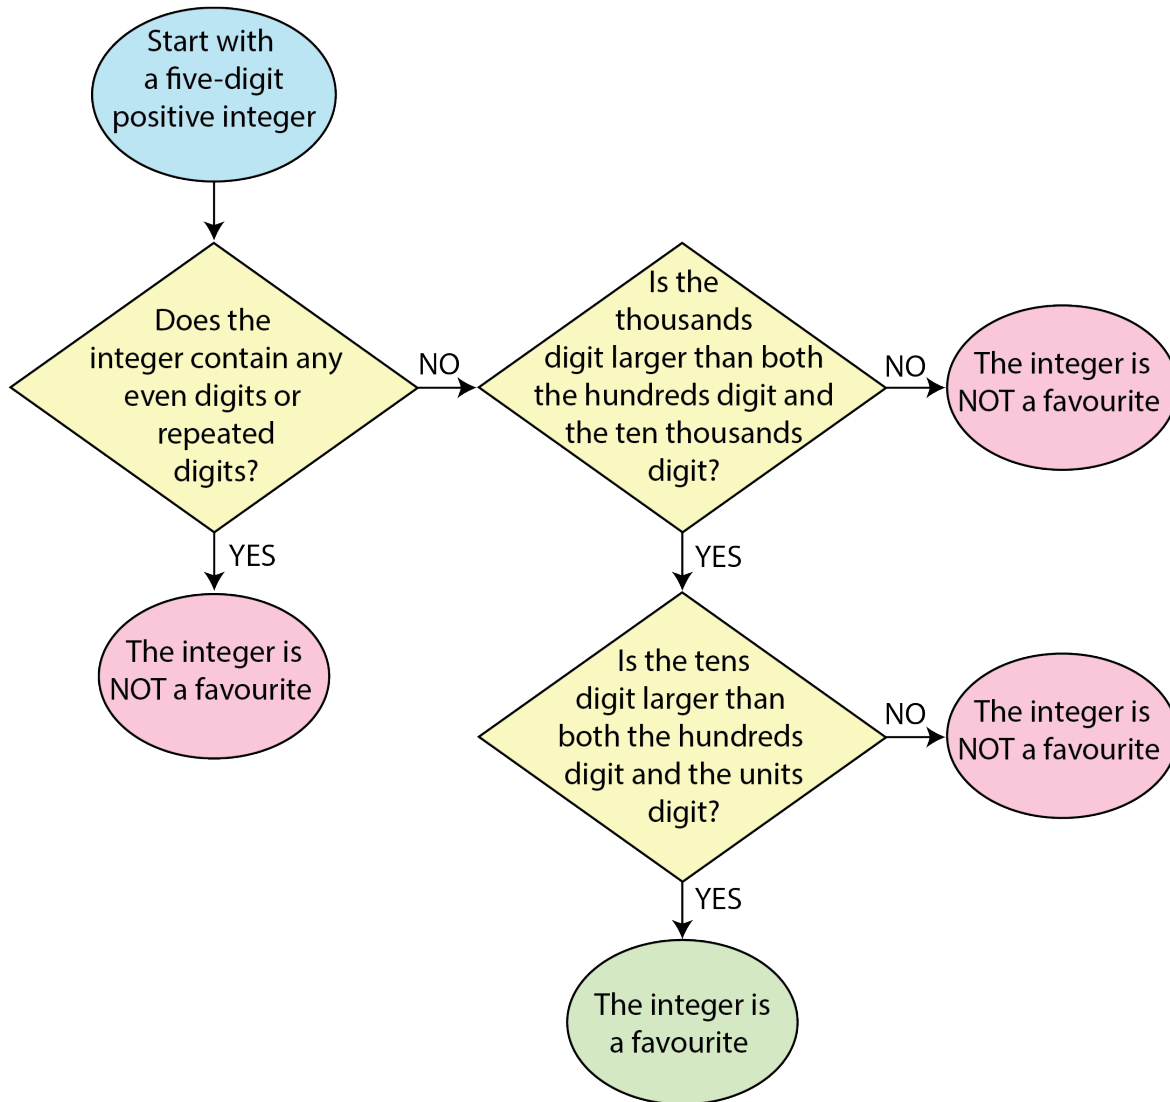 Start with
a five-digit
positive integer
Does the
integer contain any
even digits or
repeated
digits?
NO
YES
The integer is
NOT a favourite
Is the
thousands
digit larger than both
the hundreds digit and
the ten thousands
digit?
NO
The integer is
NOT a favourite
YES
Is the tens
digit larger than
both the hundreds
digit and the units
digit?
NO
The integer is
NOT a favourite
YES
The integer is
a favourite